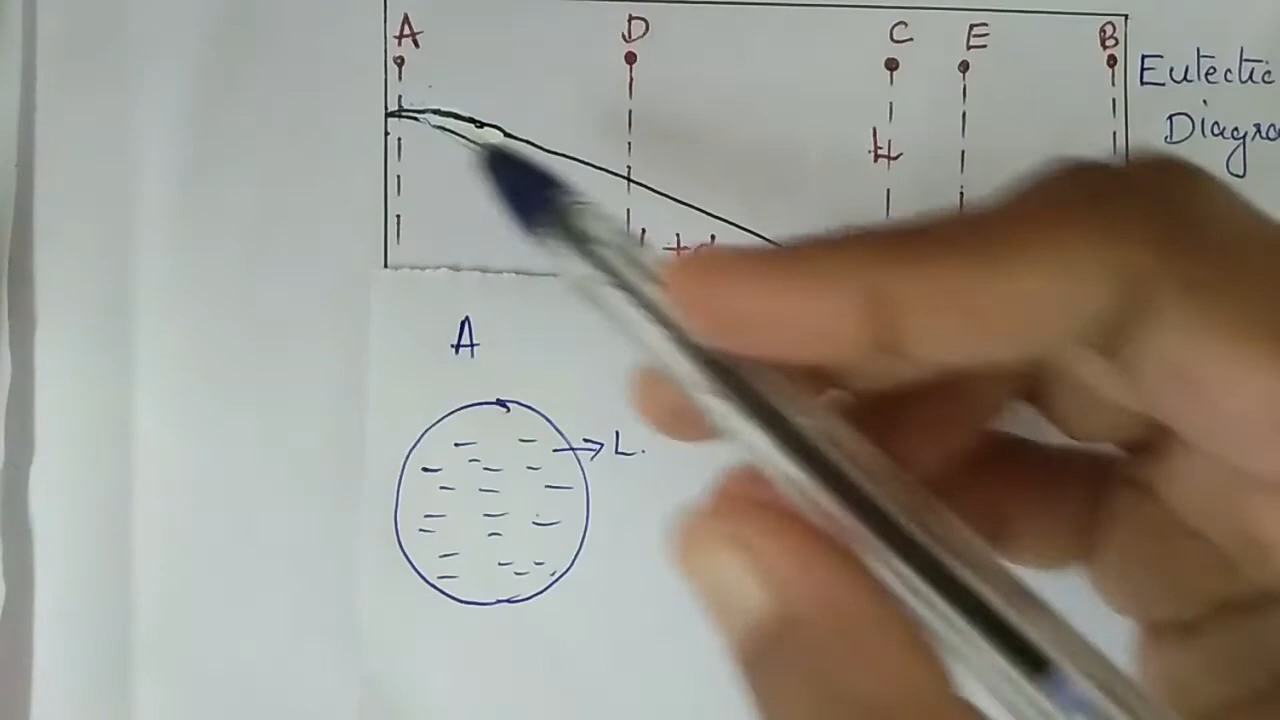 A D C E B
Eutectic
L
L + α
A
→ L.